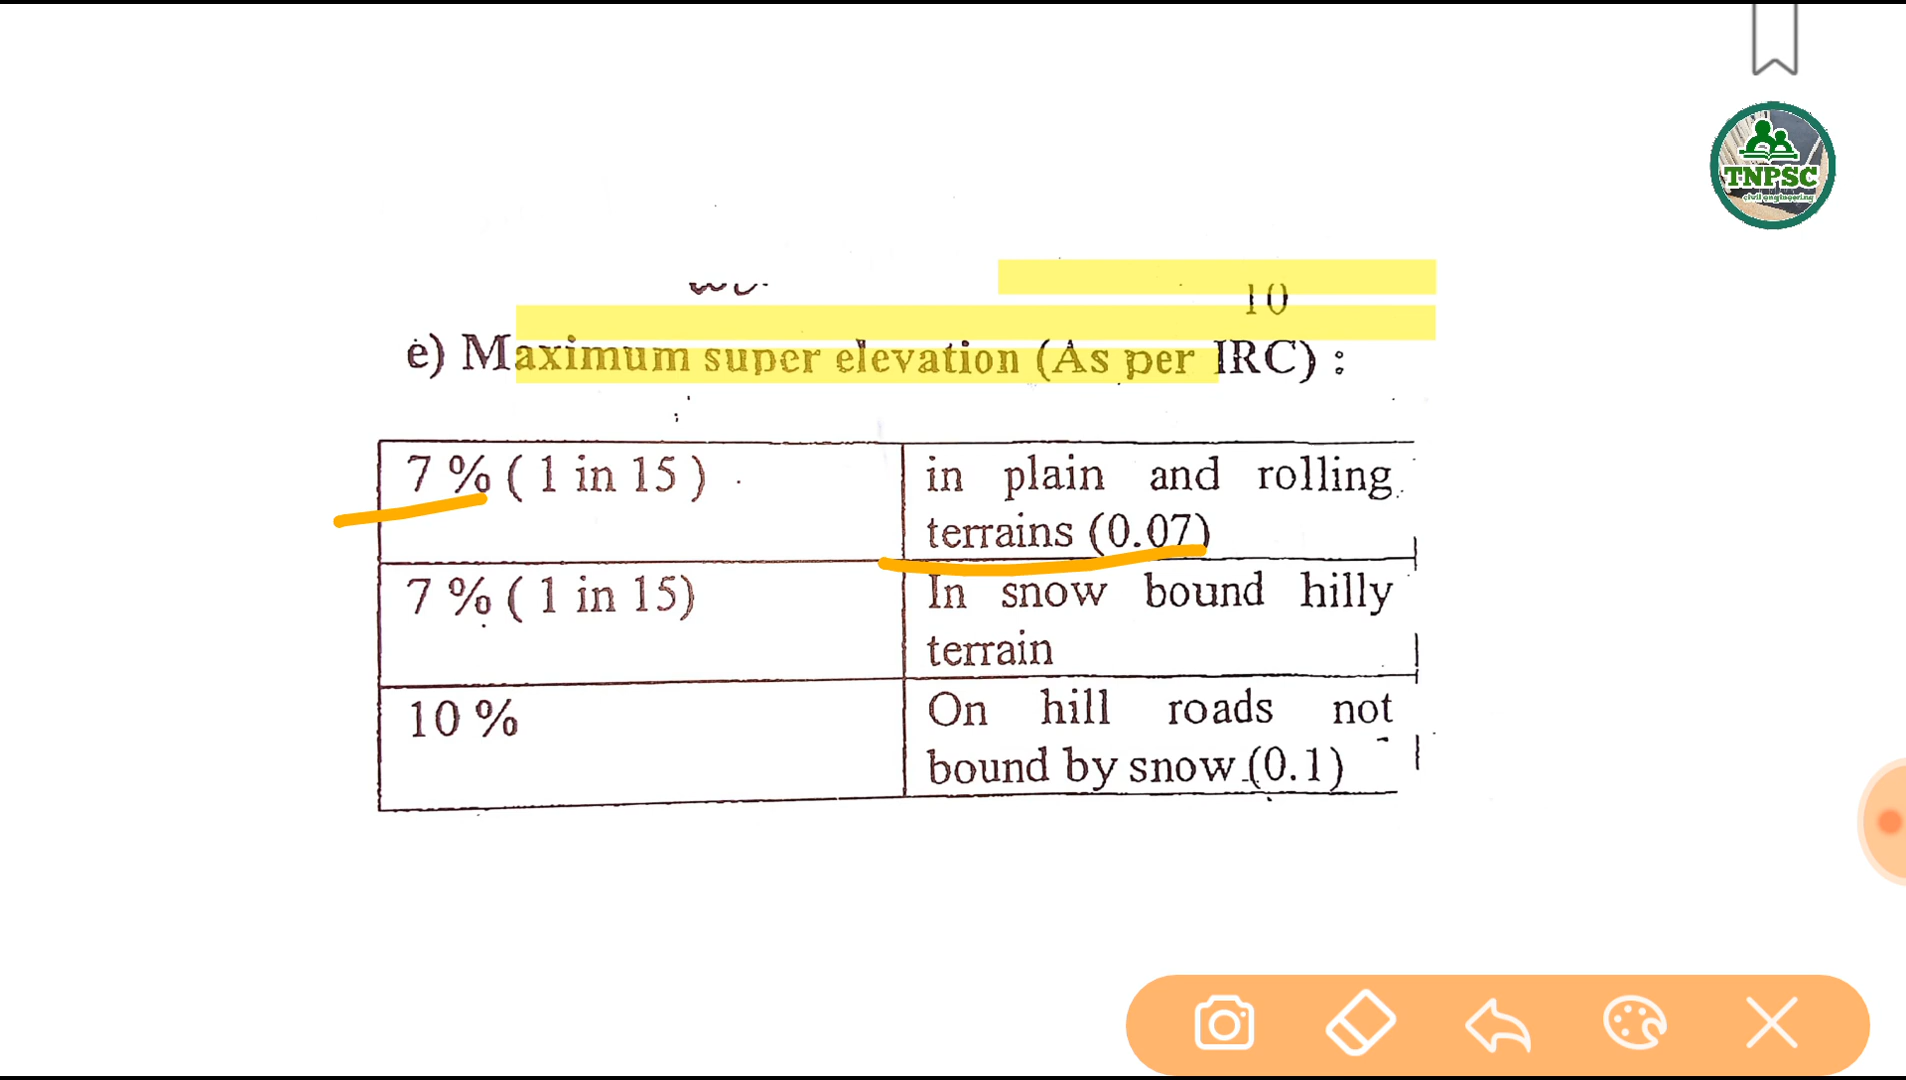 TNPSC
civil engineering
10
e) Maximum super elevation (As per IRC) :
7 % ( 1 in 15 )
in plain and rolling
terrains (0.07)
7 % ( 1 in 15)
In snow bound hilly
terrain
10 %
On hill roads not
bound by snow (0.1)